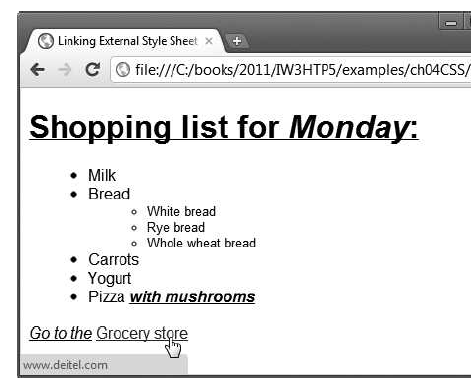 Linking External Style Sheet
file:///C:/books/2011/IW3HTP5/examples/ch04CSS/
Shopping list for Monday:
Milk
Bread
White bread
Rye bread
Whole wheat bread
Carrots
Yogurt
Pizza with mushrooms
Go to the Grocery store
www.deitel.com